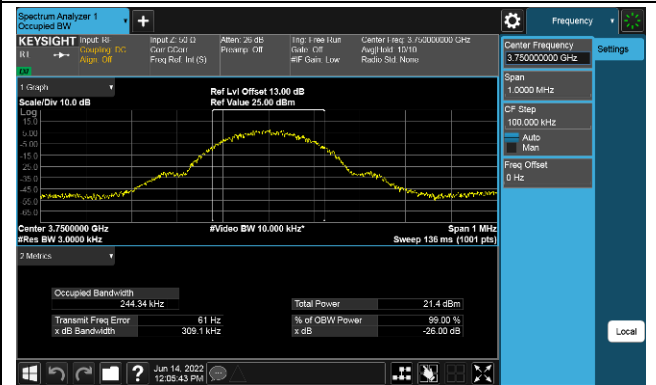 Spectrum Analyzer 1
Occupied BW
Frequency
KEYSIGHT Input: RF
Coupling: DC
Align: Off
Input Z: 50 Ω
Corr CCorr
Freq Ref: Int (S)
Atten: 26 dB
Preamp: Off
Trig: Free Run
Gate: Off
#IF Gain: Low
Center Freq: 3.750000000 GHz
Avg|Hold: 10/10
Radio Std: None
Center Frequency
3.750000000 GHz
Settings
Span
1.0000 MHz
CF Step
100.000 kHz
Auto
Man
Freq Offset
0 Hz
1 Graph
Scale/Div 10.0 dB
Ref Lvl Offset 13.00 dB
Ref Value 25.00 dBm
Log
15.0
5.00
-5.00
-15.0
-25.0
-35.0
-45.0
-55.0
-65.0
Center 3.7500000 GHz
#Video BW 10.000 kHz*
Span 1 MHz
#Res BW 3.0000 kHz
Sweep 136 ms (1001 pts)
2 Metrics
Occupied Bandwidth
244.34 kHz
Total Power 21.4 dBm
Transmit Freq Error 61 Hz
% of OBW Power 99.00 %
x dB Bandwidth 309.1 kHz
x dB -26.00 dB
Local
Jun 14, 2022
12:05:43 PM